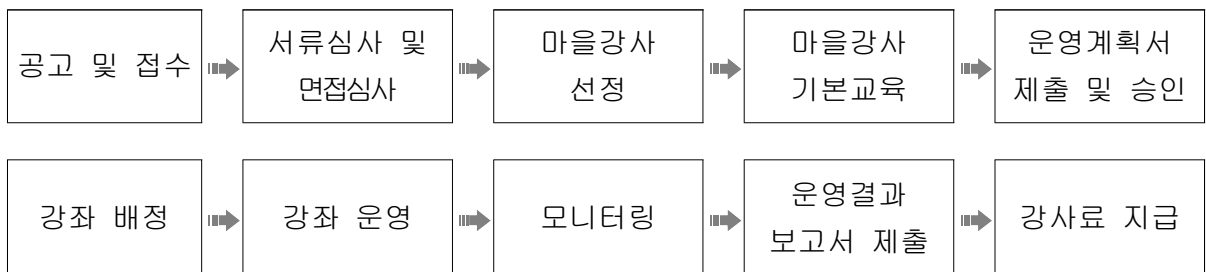 공고 및 접수
서류심사 및
면접심사
마을강사
선정
마을강사
기본교육
운영계획서
제출 및 승인
강좌 배정
강좌 운영
모니터링
운영결과
보고서 제출
강사료 지급